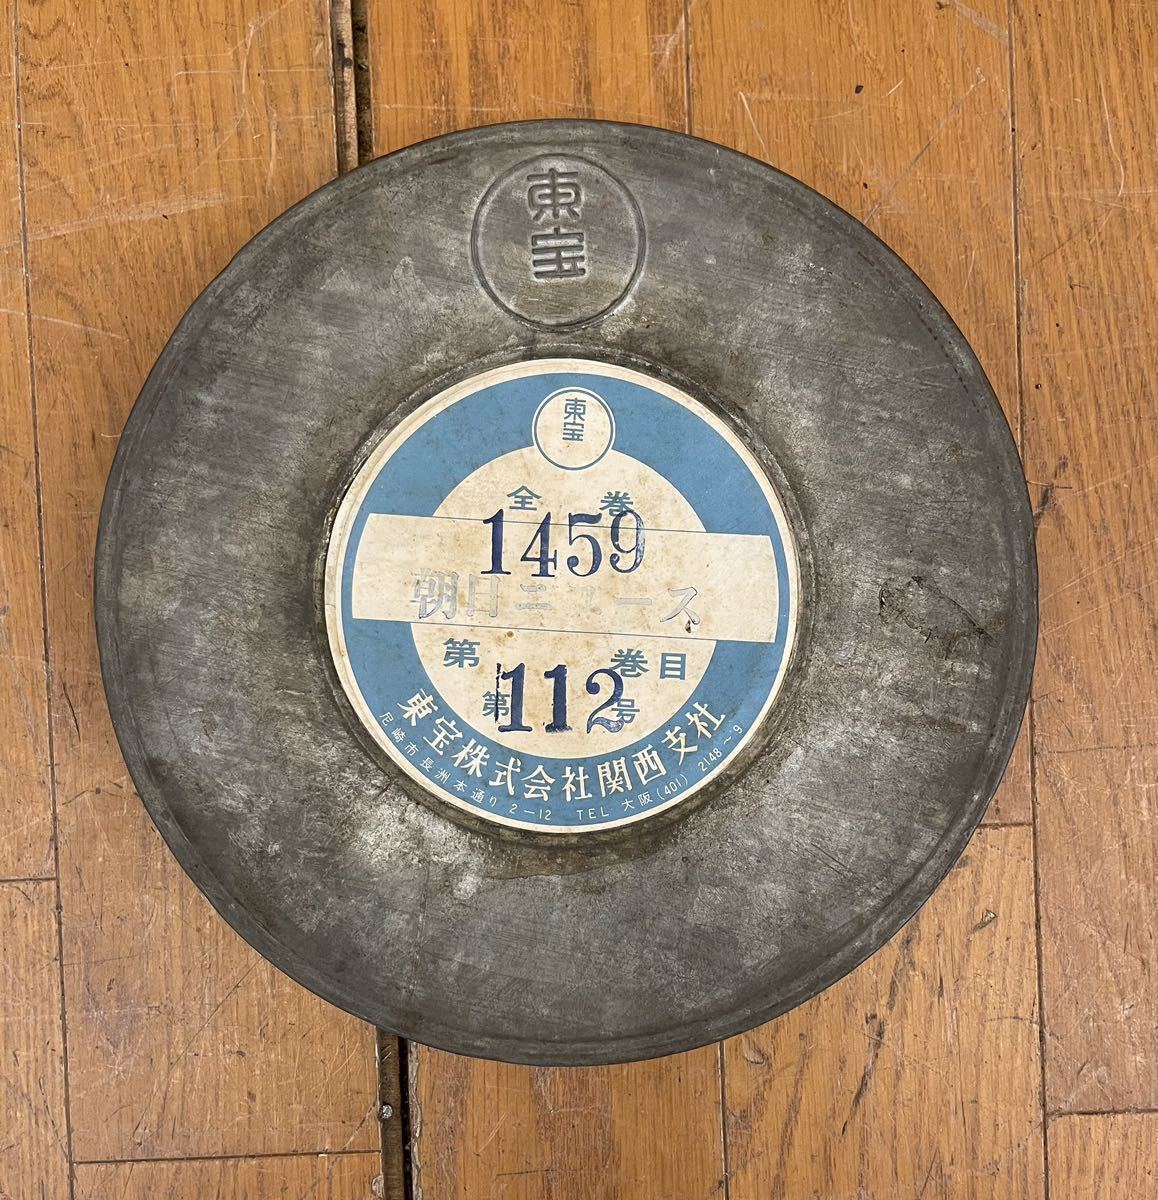 東宝
東宝
全 巻
1459
朝日ニュース
第 巻目
第112号
東宝株式会社関西支社
尼崎市長洲本通り2-12 TEL 大阪(401) 2148~9